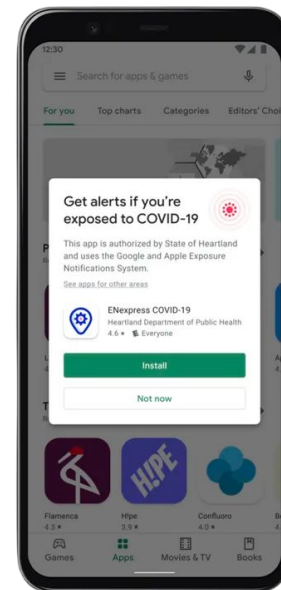 12:30
Search for apps & games
For you Top charts Categories Editors' Choi
Get alerts if you're
exposed to COVID-19
This app is authorized by State of Heartland
and uses the Google and Apple Exposure
Notifications System.
See apps for other areas
ENexpress COVID-19
Heartland Department of Public Health
4.6 ★ Everyone
Install
Not now
H!PE
Flamenca H!pe Confluoro
4.5 ★ 3.9 ★ 4.0 ★
Games Apps Movies & TV Books